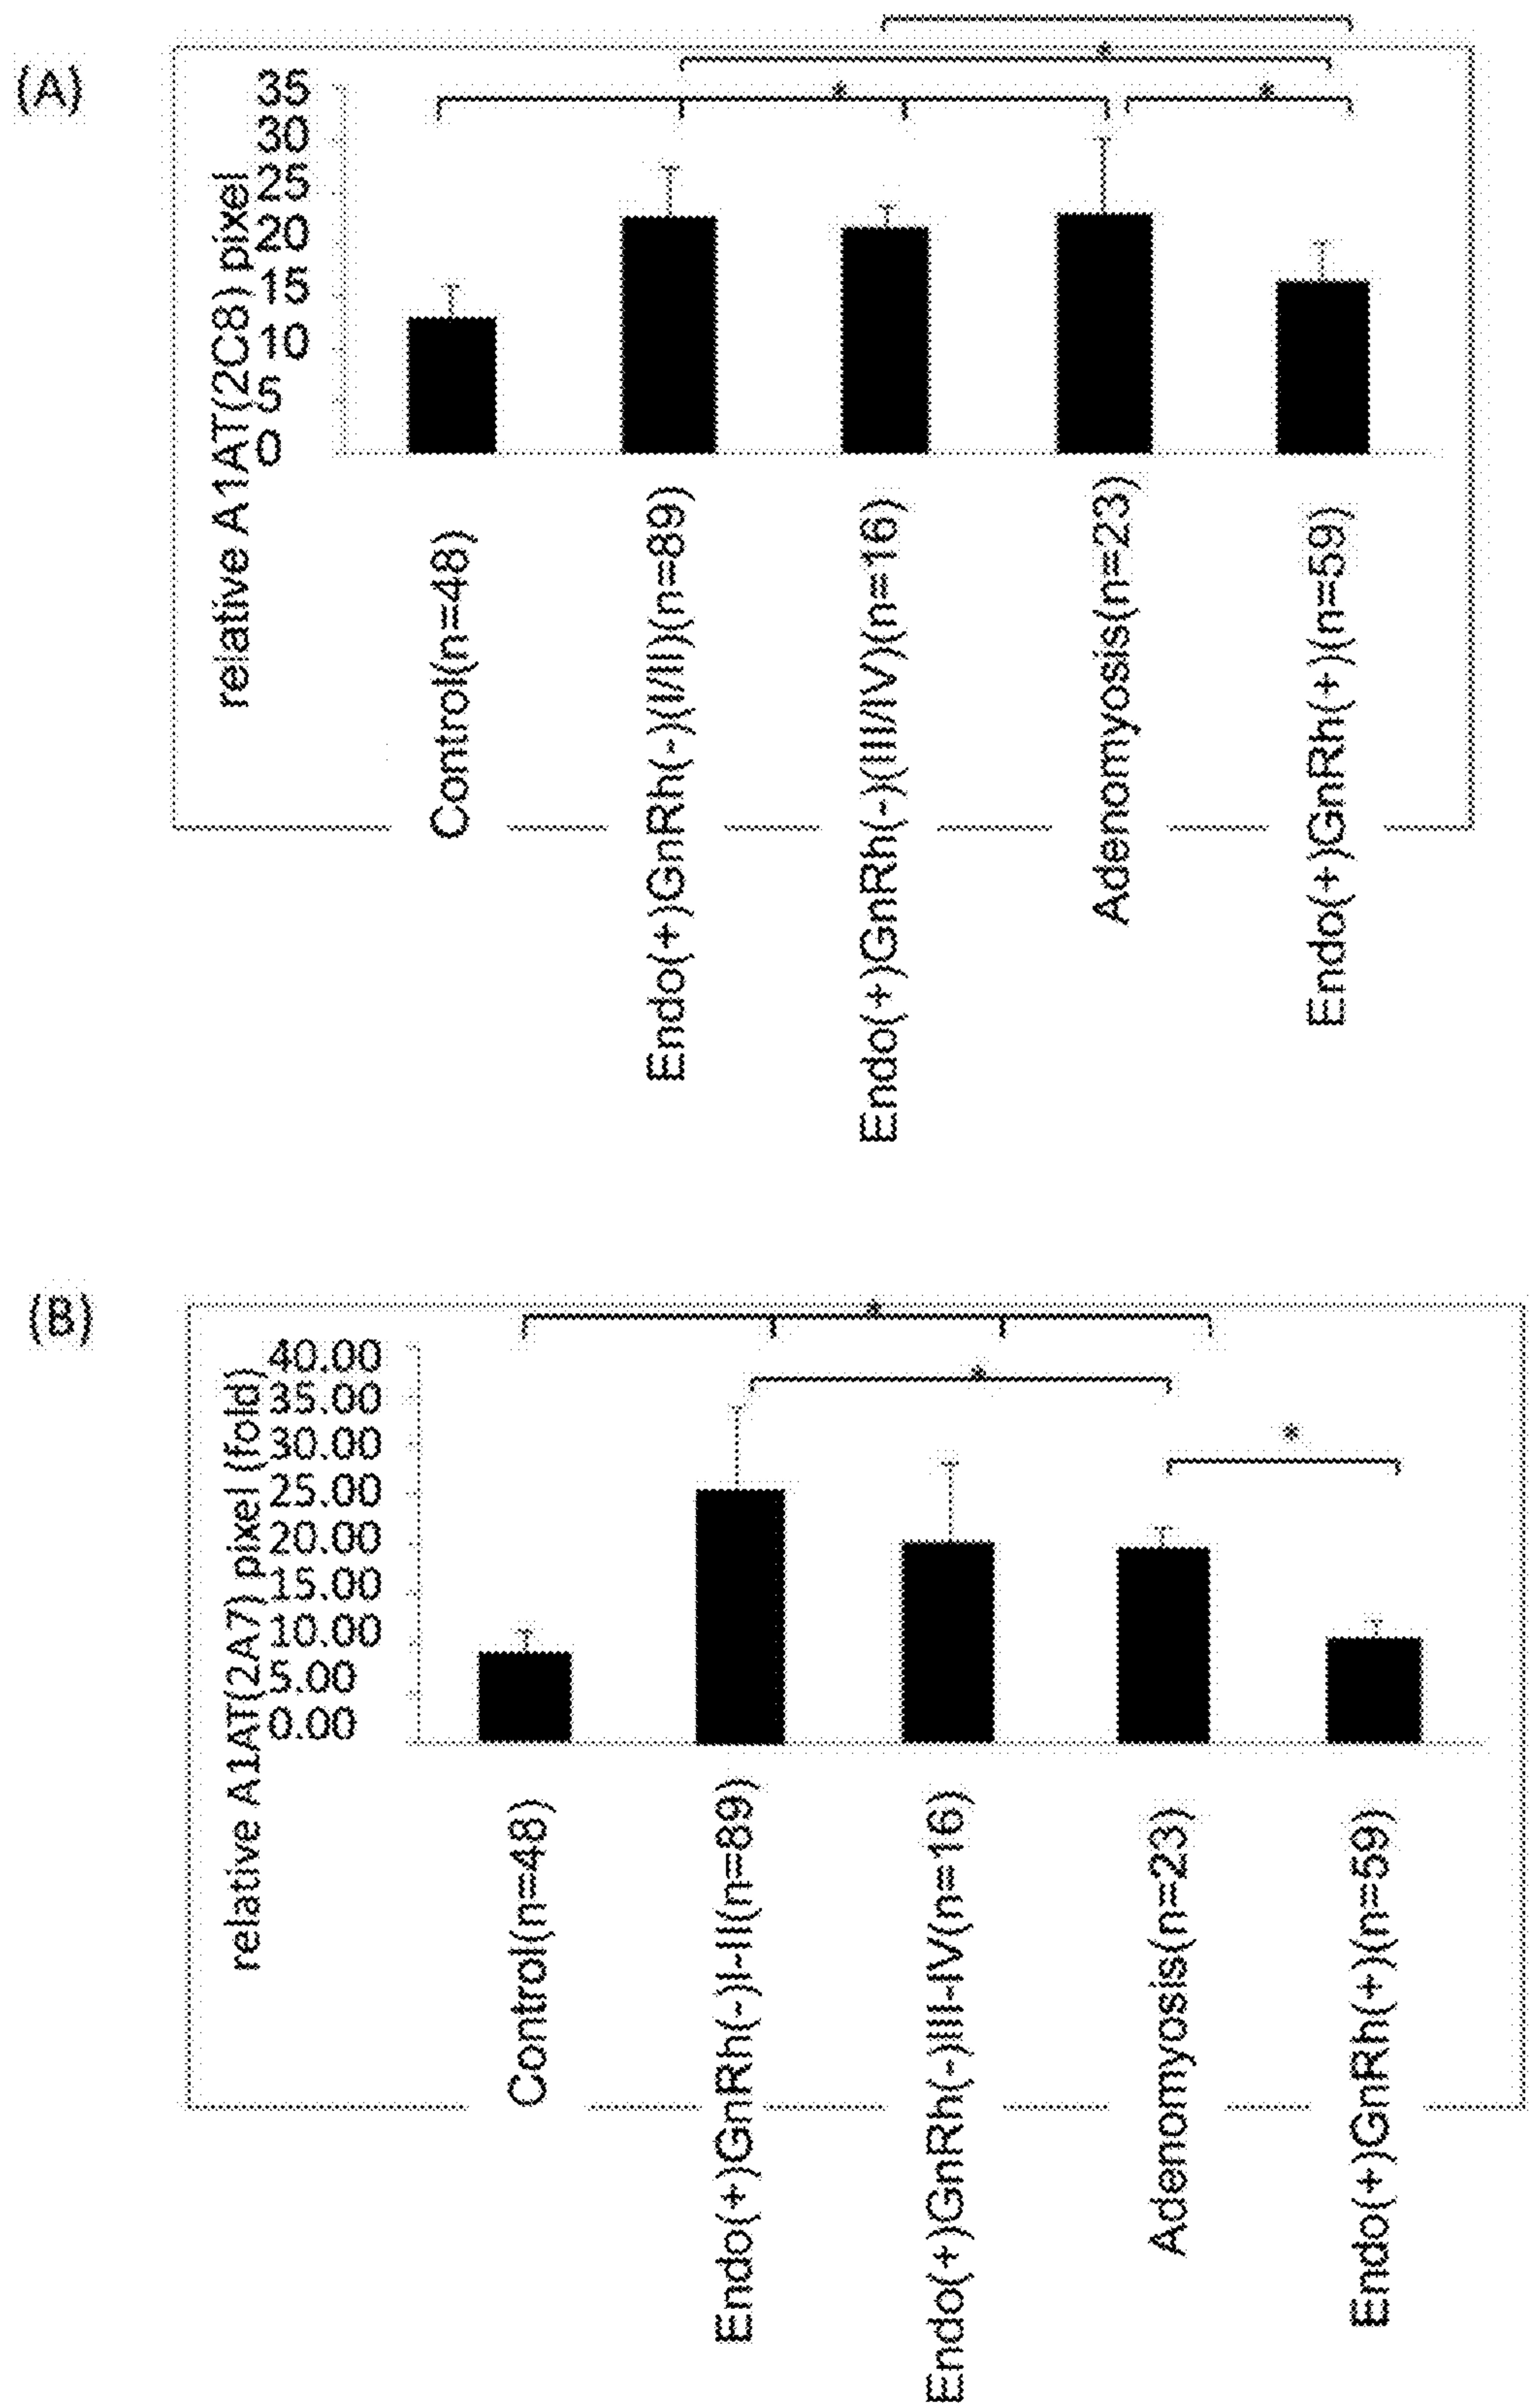 (A)
35
30
25
20
15
10
5
0
relative A1AT(2C8) pixel
*
*
*
Control(n=48)
Endo(+)GnRh(-)(I/II)(n=89)
Endo(+)GnRh(-)(III/IV)(n=16)
Adenomyosis(n=23)
Endo(+)GnRh(+)(n=59)
(B)
40.00
35.00
30.00
25.00
20.00
15.00
10.00
5.00
0.00
relative A1AT(2A7) pixel (fold)
*
*
*
Control(n=48)
Endo(+)GnRh(-)I-II(n=89)
Endo(+)GnRh(-)III-IV(n=16)
Adenomyosis(n=23)
Endo(+)GnRh(+)(n=59)